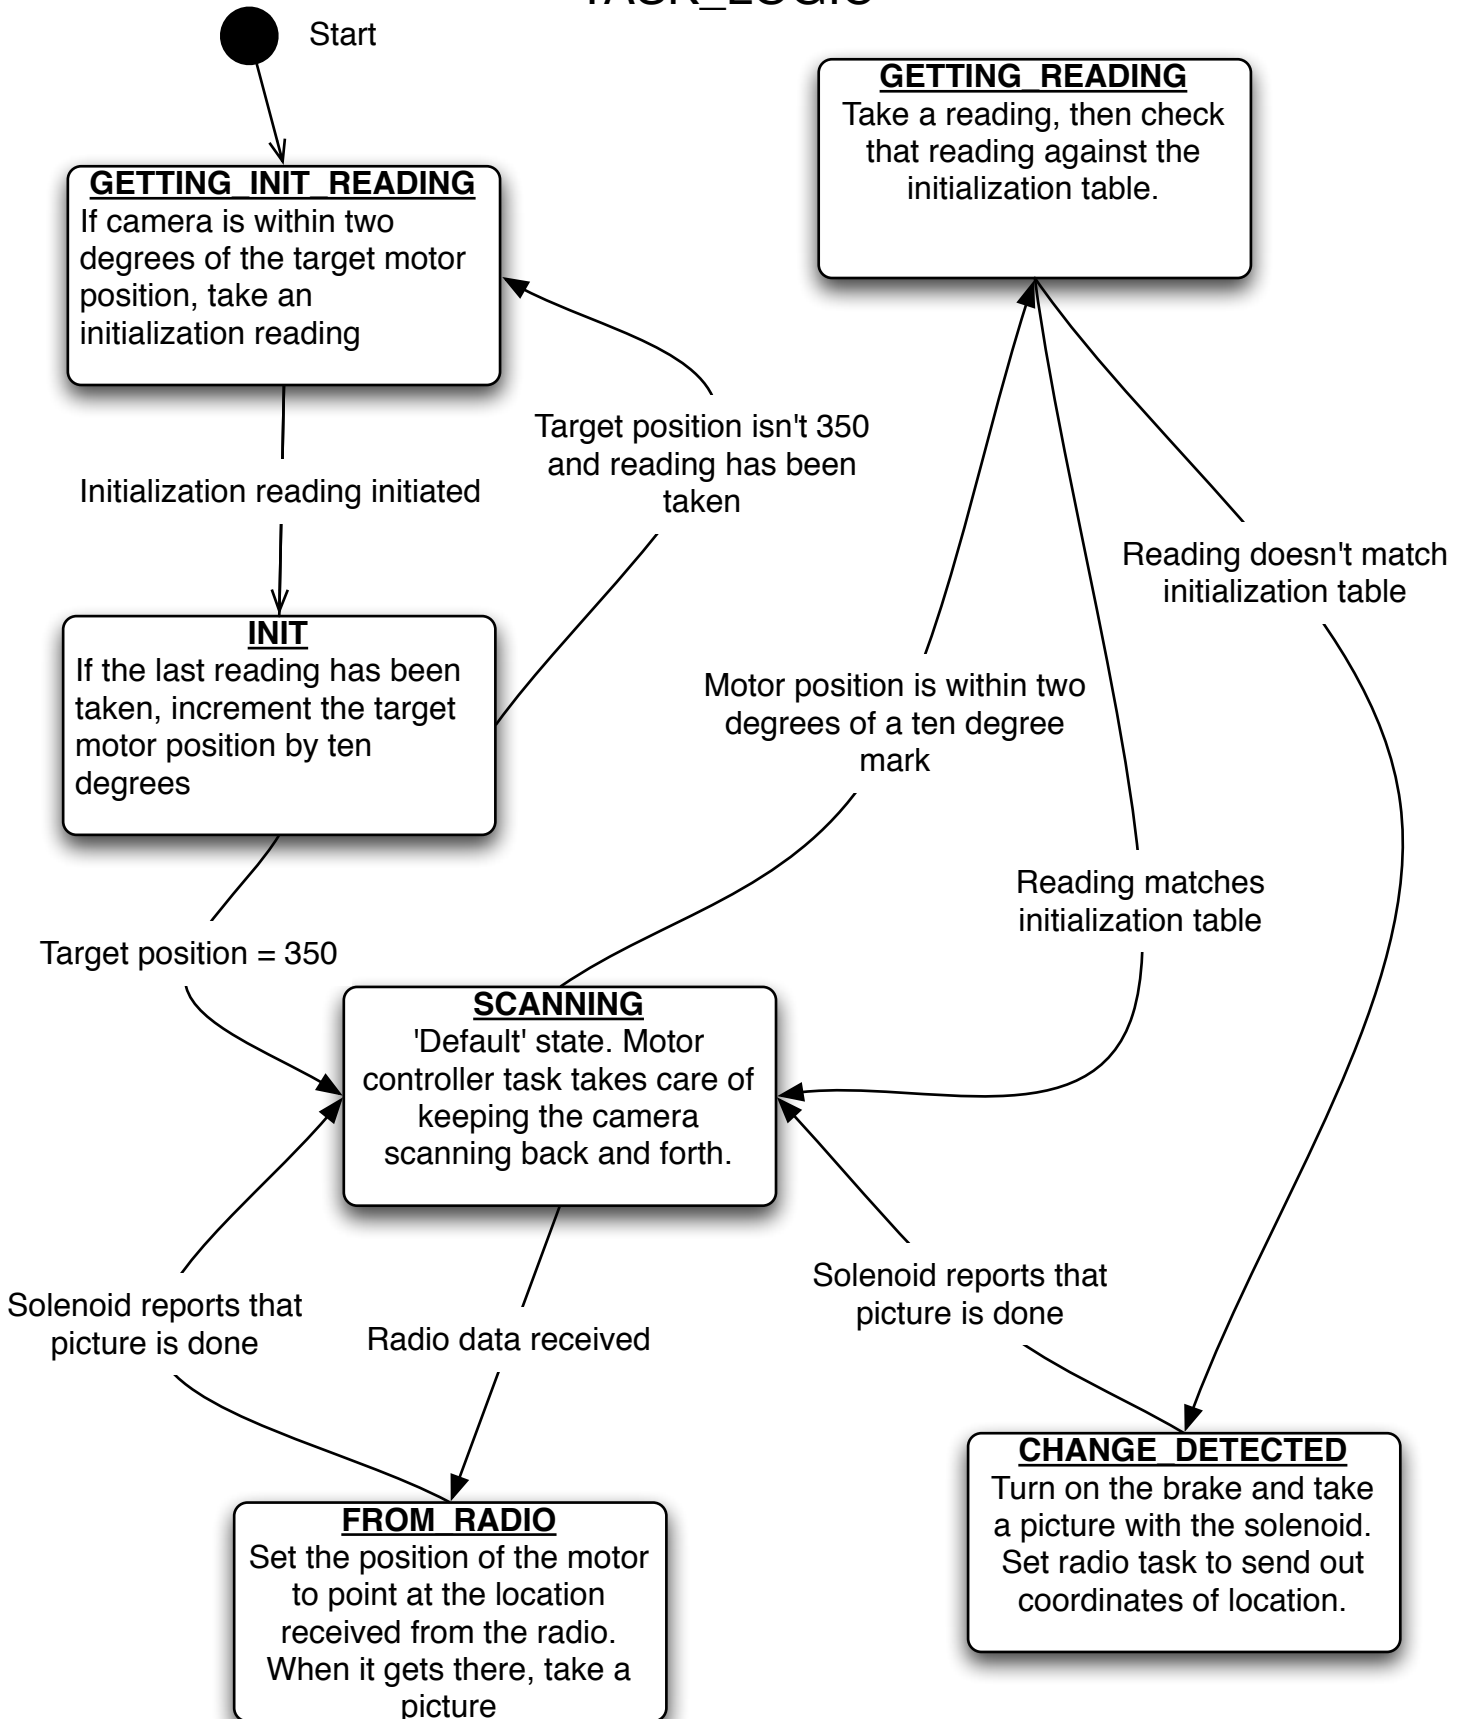 TASK_LOGIC
Start
GETTING_INIT_READING
If camera is within two
degrees of the target motor
position, take an
initialization reading
GETTING_READING
Take a reading, then check
that reading against the
initialization table.
Target position isn't 350
and reading has been
taken
Initialization reading initiated
Reading doesn't match
initialization table
INIT
If the last reading has been
taken, increment the target
motor position by ten
degrees
Motor position is within two
degrees of a ten degree
mark
Reading matches
initialization table
Target position = 350
SCANNING
'Default' state. Motor
controller task takes care of
keeping the camera
scanning back and forth.
Solenoid reports that
picture is done
Radio data received
Solenoid reports that
picture is done
CHANGE_DETECTED
Turn on the brake and take
a picture with the solenoid.
Set radio task to send out
coordinates of location.
FROM_RADIO
Set the position of the motor
to point at the location
received from the radio.
When it gets there, take a
picture